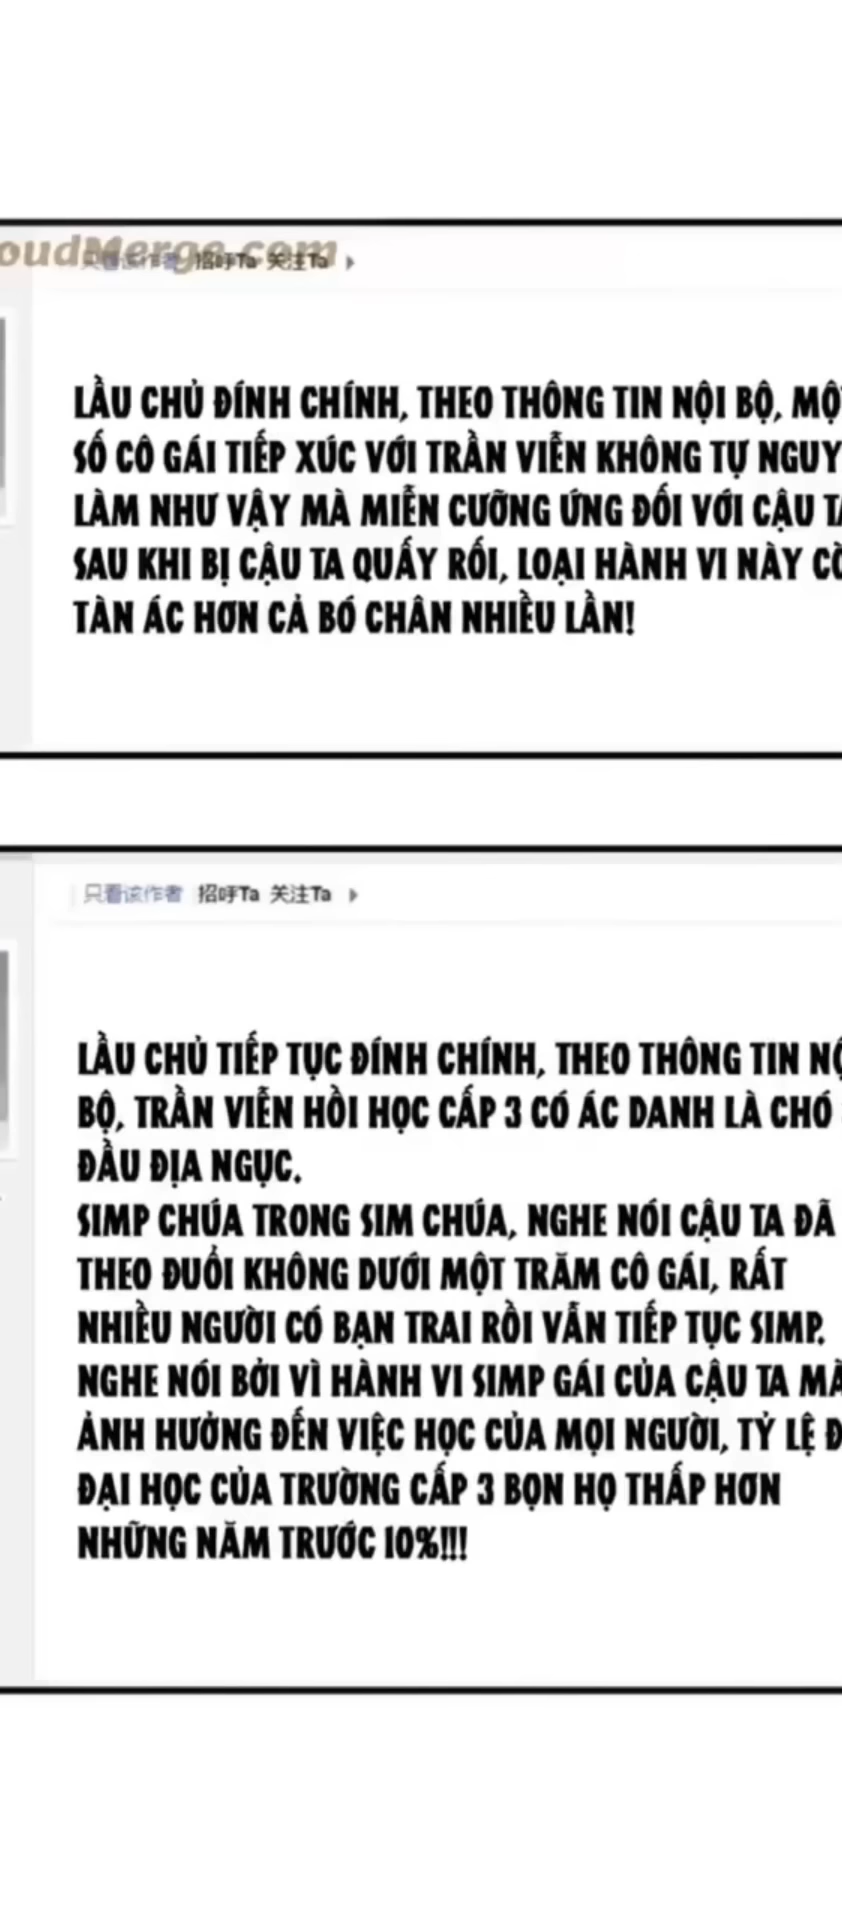 oudMerge.com
只看该作者 招呼Ta 关注Ta
LẦU CHỦ ĐÍNH CHÍNH, THEO THÔNG TIN NỘI BỘ,
SỐ CÔ GÁI TIẾP XÚC VỚI TRẦN VIỄN KHÔNG TỰ
LÀM NHƯ VẬY MÀ MIỄN CƯỠNG ỨNG ĐỐI VỚI CẬU TA
SAU KHI BỊ CẬU TA QUẤY RỐI, LOẠI HÀNH VI NÀY
TÀN ÁC HƠN CẢ BÓ CHÂN NHIỀU LẦN!
只看该作者 招呼Ta 关注Ta
LẦU CHỦ TIẾP TỤC ĐÍNH CHÍNH, THEO THÔNG TIN
BỘ, TRẦN VIỄN HỒI HỌC CẤP 3 CÓ ÁC DANH LÀ CHÓ
ĐẦU ĐỊA NGỤC.
SIMP CHÚA TRONG SIM CHÚA, NGHE NÓI CẬU TA ĐÃ
THEO ĐUỔI KHÔNG DƯỚI MỘT TRĂM CÔ GÁI, RẤT
NHIỀU NGƯỜI CÓ BẠN TRAI RỒI VẪN TIẾP TỤC SIMP.
NGHE NÓI BỞI VÌ HÀNH VI SIMP GÁI CỦA CẬU TA MÀ
ẢNH HƯỞNG ĐẾN VIỆC HỌC CỦA MỌI NGƯỜI, TỶ LỆ
ĐẠI HỌC CỦA TRƯỜNG CẤP 3 BỌN HỌ THẤP HƠN
NHỮNG NĂM TRƯỚC 10%!!!